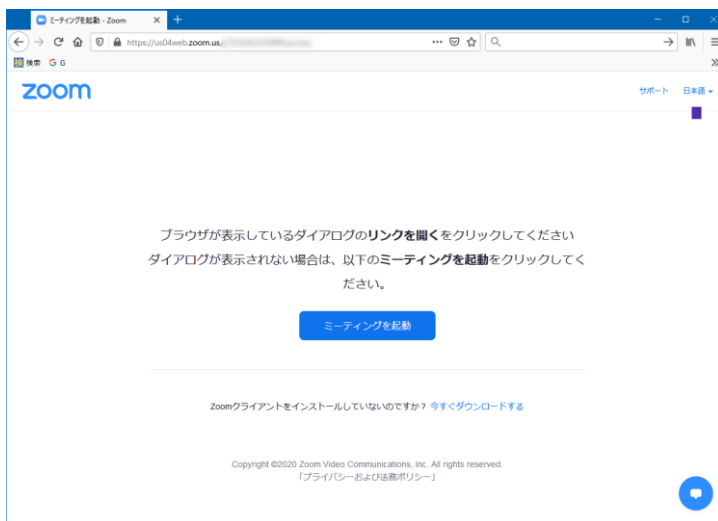 ミーティングを起動 - Zoom
https://us04web.zoom.us/
検索 G G
zoom
サポート 日本語
ブラウザが表示しているダイアログのリンクを開くをクリックしてください
ダイアログが表示されない場合は、以下のミーティングを起動をクリックしてく
ださい。
ミーティングを起動
Zoomクライアントをインストールしていないのですか？ 今すぐダウンロードする
Copyright ©2020 Zoom Video Communications, Inc. All rights reserved.
「プライバシーおよび法務ポリシー」